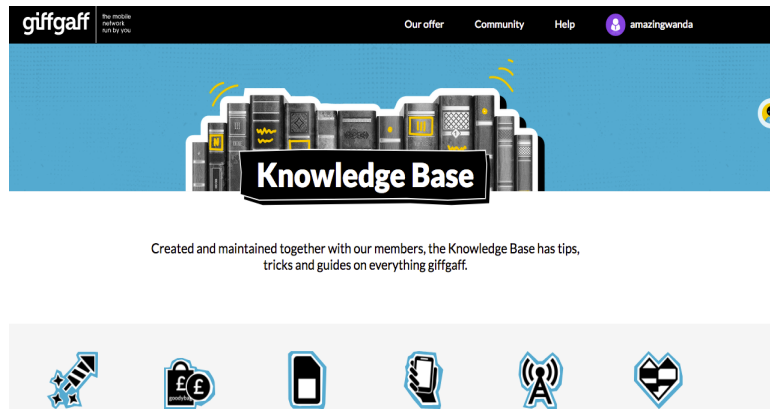 giffgaff
the mobile
network
run by you
Our offer
Community
Help
amazingwanda
Knowledge Base
Created and maintained together with our members, the Knowledge Base has tips,
tricks and guides on everything giffgaff.
££
goodybag